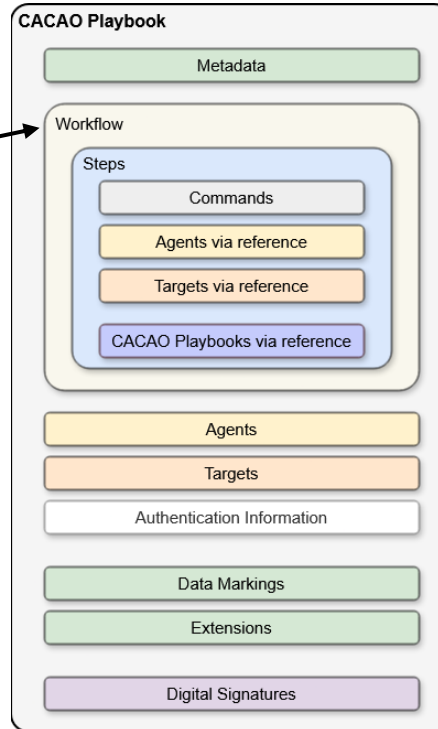 CACAO Playbook
Metadata
Workflow
Steps
Commands
Agents via reference
Targets via reference
CACAO Playbooks via reference
Agents
Targets
Authentication Information
Data Markings
Extensions
Digital Signatures